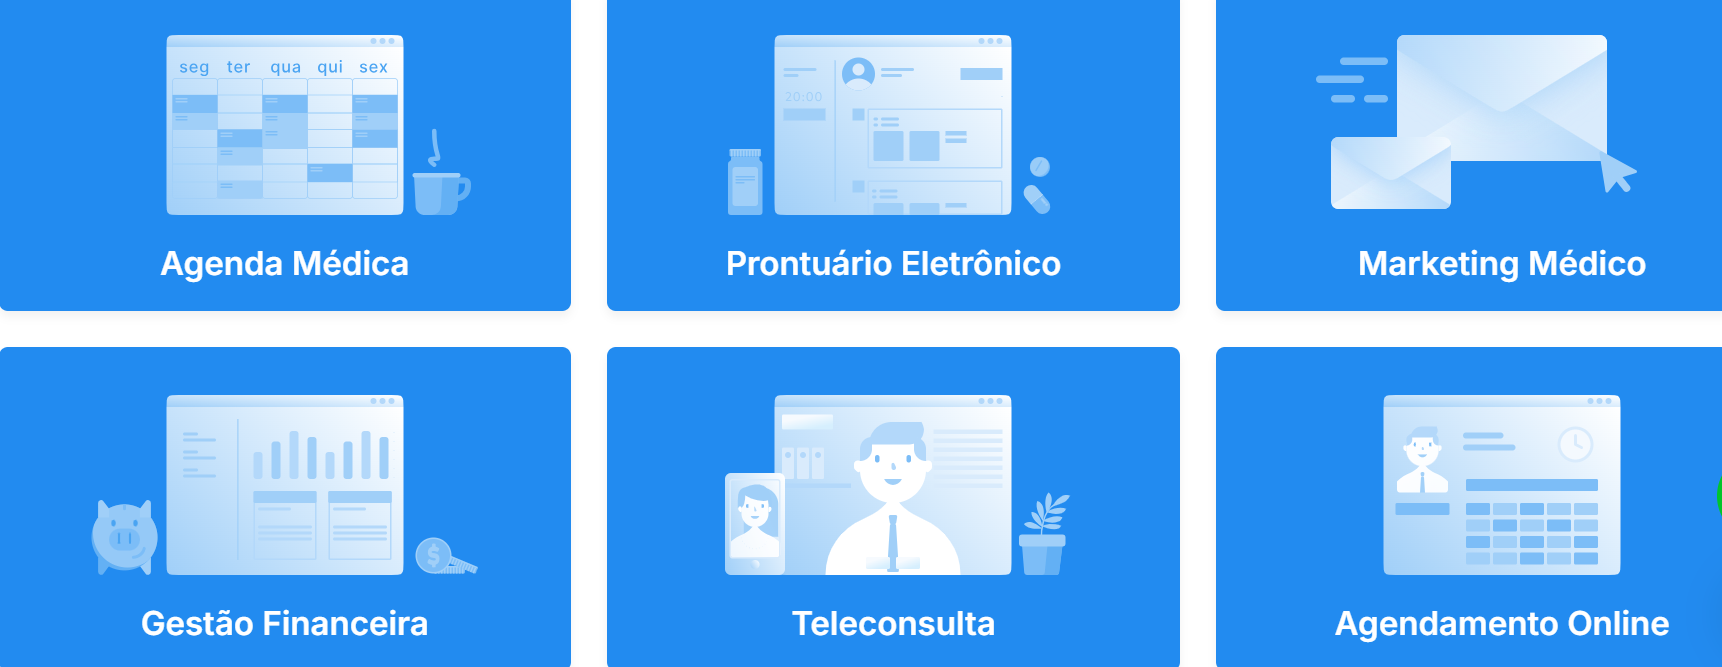 seg ter qua qui sex
20:00
Agenda Médica
Prontuário Eletrônico
Marketing Médico
$
Gestão Financeira
Teleconsulta
Agendamento Online